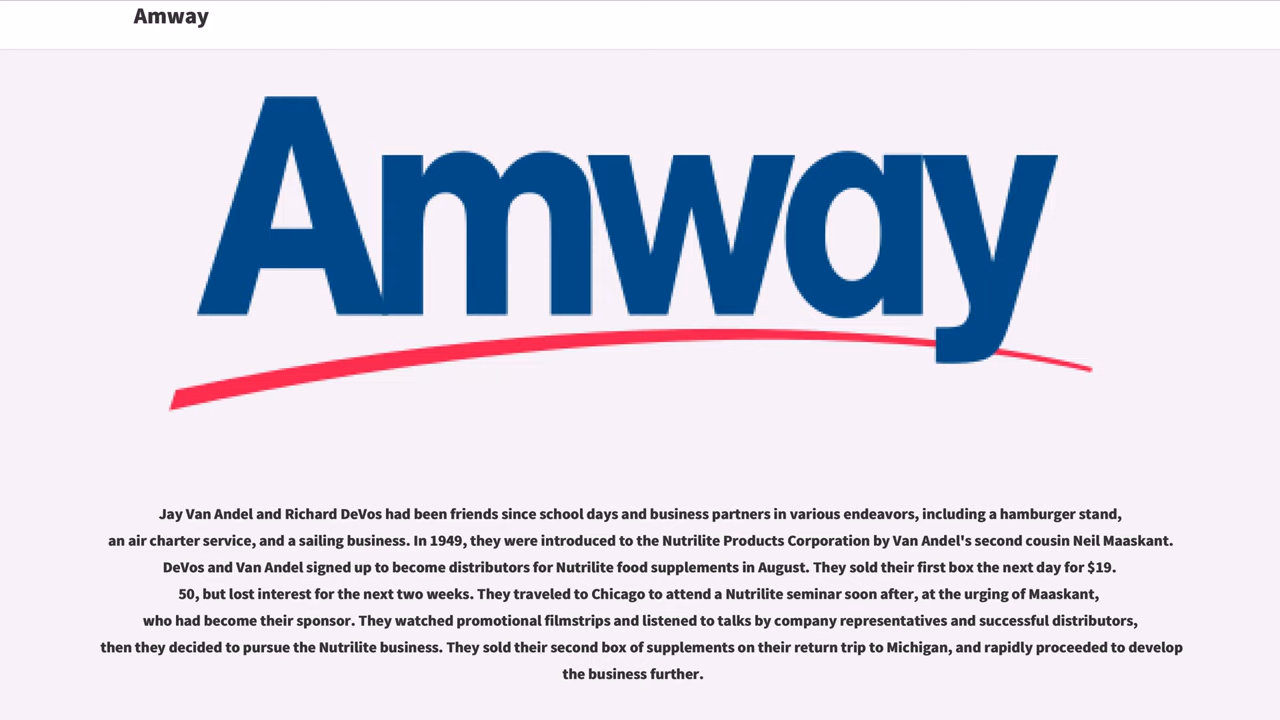 Amway
Amway
Jay Van Andel and Richard DeVos had been friends since school days and business partners in various endeavors, including a hamburger stand,
an air charter service, and a sailing business. In 1949, they were introduced to the Nutrilite Products Corporation by Van Andel's second cousin Neil Maaskant.
DeVos and Van Andel signed up to become distributors for Nutrilite food supplements in August. They sold their first box the next day for $19.
50, but lost interest for the next two weeks. They traveled to Chicago to attend a Nutrilite seminar soon after, at the urging of Maaskant,
who had become their sponsor. They watched promotional filmstrips and listened to talks by company representatives and successful distributors,
then they decided to pursue the Nutrilite business. They sold their second box of supplements on their return trip to Michigan, and rapidly proceeded to develop
the business further.